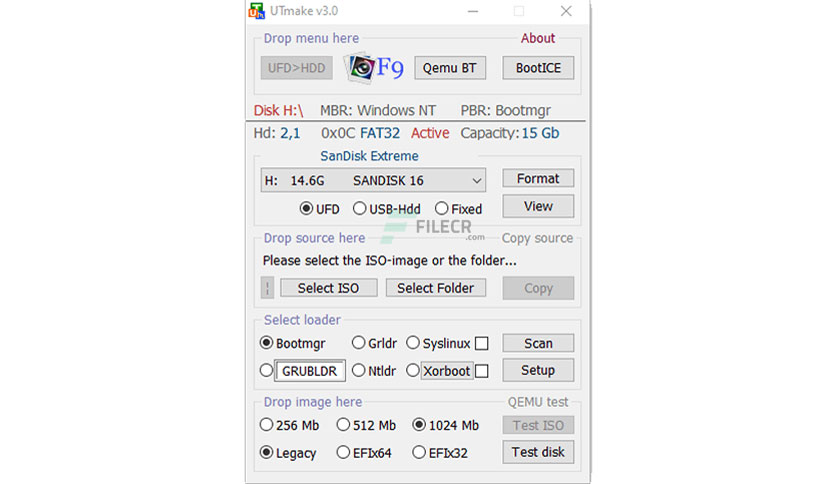 UTmake v3.0
Drop menu here About
UFD>HDD F9 Qemu BT BootICE
Disk H:\ MBR: Windows NT PBR: Bootmgr
Hd: 2,1 0x0C FAT32 Active Capacity: 15 Gb
SanDisk Extreme
H: 14.6G SANDISK 16 Format
UFD USB-Hdd Fixed View
FILECR
.com
Drop source here Copy source
Please select the ISO-image or the folder...
¦ Select ISO Select Folder Copy
Select loader
Bootmgr Grldr Syslinux Scan
GRUBLDR Ntldr Xorboot Setup
Drop image here QEMU test
256 Mb 512 Mb 1024 Mb Test ISO
Legacy EFIx64 EFIx32 Test disk